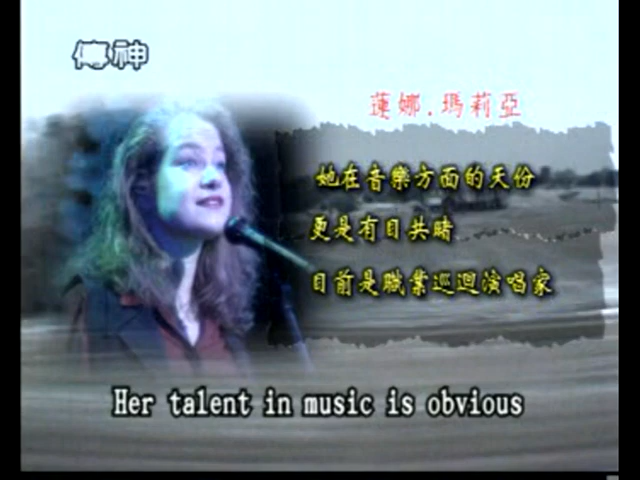 傳神
蓮娜.瑪莉亞
她在音樂方面的天份
更是有目共睹
目前是職業巡迴演唱家
Her talent in music is obvious